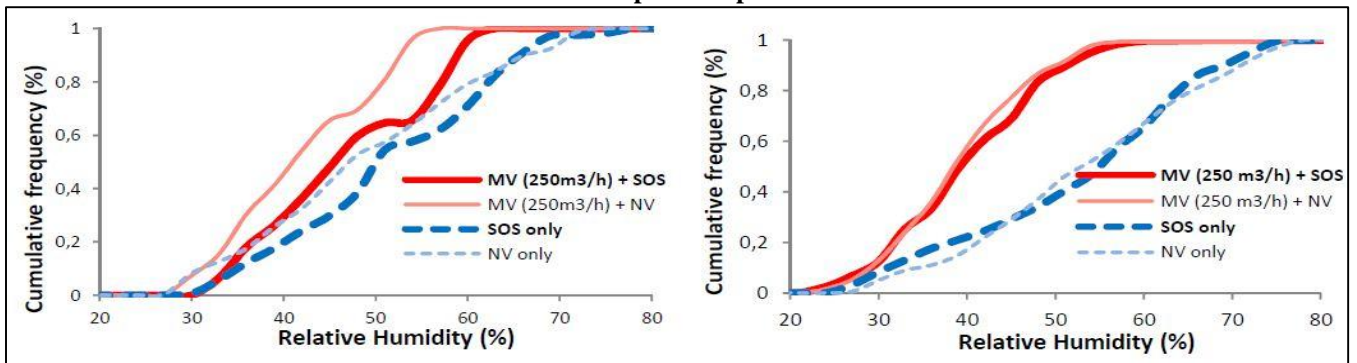 Cumulative frequency (%)
1
0,8
0,6
0,4
0,2
0
20 30 40 50 60 70 80
Relative Humidity (%)
MV (250m3/h) + SOS
MV (250m3/h) + NV
SOS only
NV only
Cumulative frequency (%)
1
0,8
0,6
0,4
0,2
0
20 30 40 50 60 70 80
Relative Humidity (%)
MV (250 m3/h) + SOS
MV (250 m3/h) + NV
SOS only
NV only